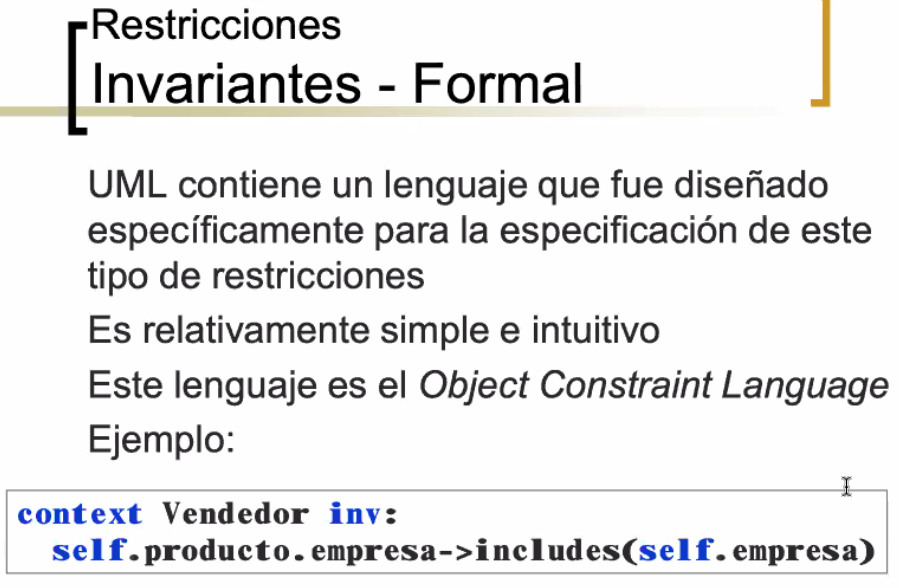 Restricciones
Invariantes - Formal
UML contiene un lenguaje que fue diseñado
específicamente para la especificación de este
tipo de restricciones
Es relativamente simple e intuitivo
Este lenguaje es el Object Constraint Language
Ejemplo:
context Vendedor inv:
self.producto.empresa->includes(self.empresa)